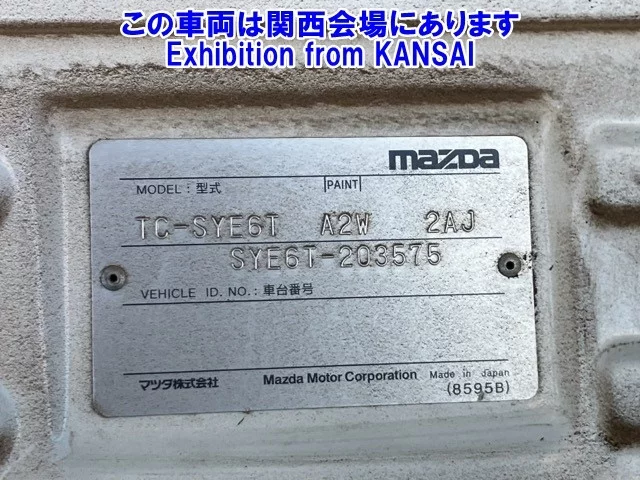 この車両は関西会場にあります
Exhibition from KANSAI
mazda
MODEL:型式 PAINT
TC-SYE6T A2W 2AJ
SYE6T-203575
VEHICLE ID. NO.:車台番号
マツダ株式会社 Mazda Motor Corporation Made in Japan
(8595B)